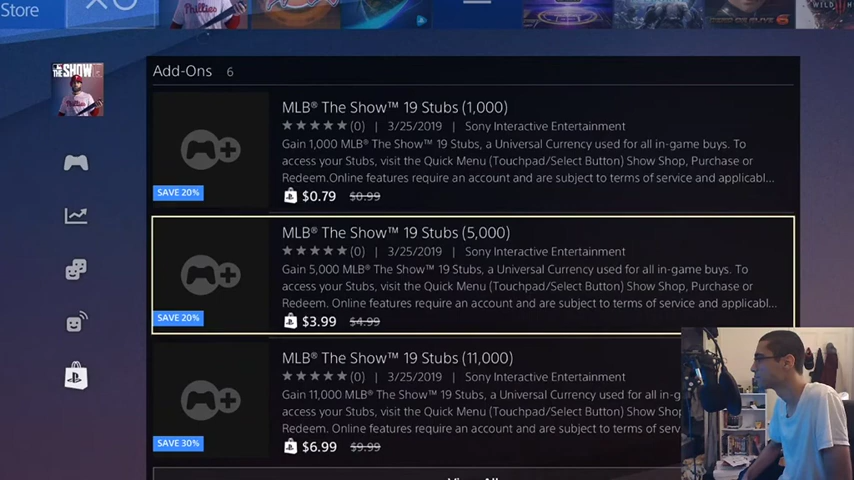 Store
Phillies
WILD H
Add-Ons 6
THE SHOW
MLB® The Show™ 19 Stubs (1,000)
★★★★★(0) | 3/25/2019 | Sony Interactive Entertainment
Gain 1,000 MLB® The Show™ 19 Stubs, a Universal Currency used for all in-game buys. To
access your Stubs, visit the Quick Menu (Touchpad/Select Button) Show Shop, Purchase or
Redeem.Online features require an account and are subject to terms of service and applicabl...
SAVE 20%
$0.79 $0.99
MLB® The Show™ 19 Stubs (5,000)
★★★★★(0) | 3/25/2019 | Sony Interactive Entertainment
Gain 5,000 MLB® The Show™ 19 Stubs, a Universal Currency used for all in-game buys. To
access your Stubs, visit the Quick Menu (Touchpad/Select Button) Show Shop, Purchase or
Redeem. Online features require an account and are subject to terms of service and applicabl...
SAVE 20%
$3.99 $4.99
MLB® The Show™ 19 Stubs (11,000)
★★★★★(0) | 3/25/2019 | Sony Interactive Entertainment
Gain 11,000 MLB® The Show™ 19 Stubs, a Universal Currency used for all in-g
access your Stubs, visit the Quick Menu (Touchpad/Select Button) Show Shop, Purc
Redeem. Online features require an account and are subject to terms of serv
SAVE 30%
$6.99 $9.99